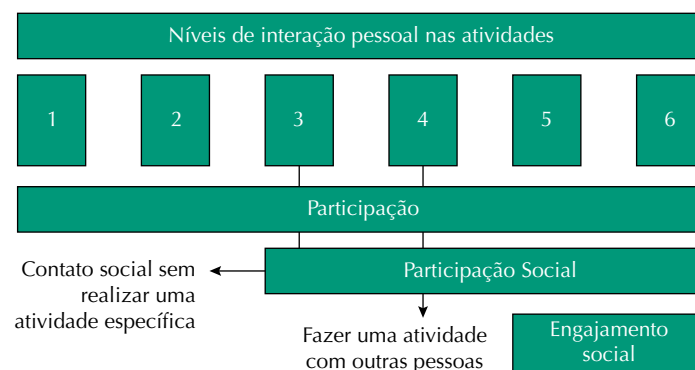 Níveis de interação pessoal nas atividades
1 2 3 4 5 6
Participação
Participação Social
Contato social sem
realizar uma
atividade específica
Fazer uma atividade
com outras pessoas
Engajamento
social